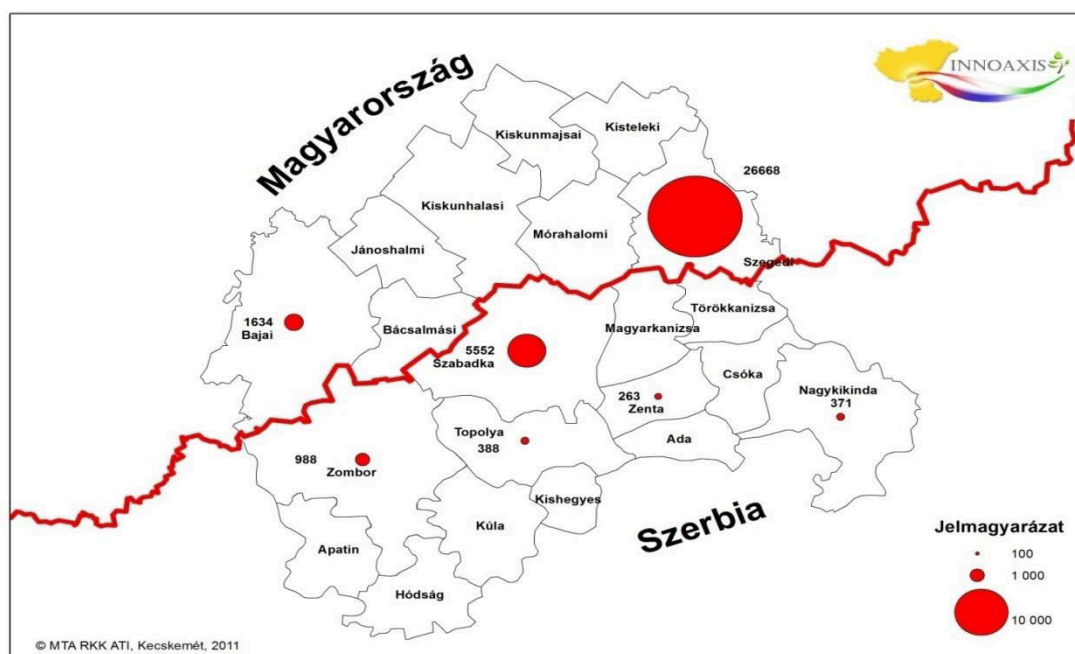 INNOAXIS
Magyarország
Kiskunmajsai
Kisteleki
26668
Kiskunhalasi
Mórahalomi
Jánoshalmi
Szegedi
Törökkanizsa
1634
Bajai
Bácsalmási
Magyarkanizsa
5552
Szabadka
Csóka
Nagykikinda
371
263
Zenta
Topolya
388
Ada
988
Zombor
Kishegyes
Kúla
Szerbia
Apatin
Hódság
Jelmagyarázat
100
1 000
10 000
© MTA RKK ATI, Kecskemét, 2011